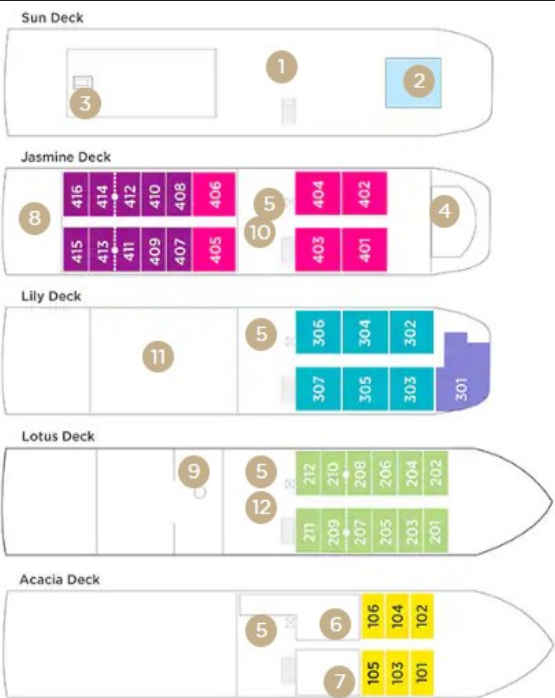 Sun Deck
1
2
3
Jasmine Deck
416 414 412 410 408 406 404 402
8 5 10 4
415 413 411 409 407 405 403 401
Lily Deck
306 304 302
5
11
307 305 303 301
Lotus Deck
9 5 212 210 208 206 204 202
12
211 209 207 205 203 201
Acacia Deck
5 6 106 104 102
7 105 103 101